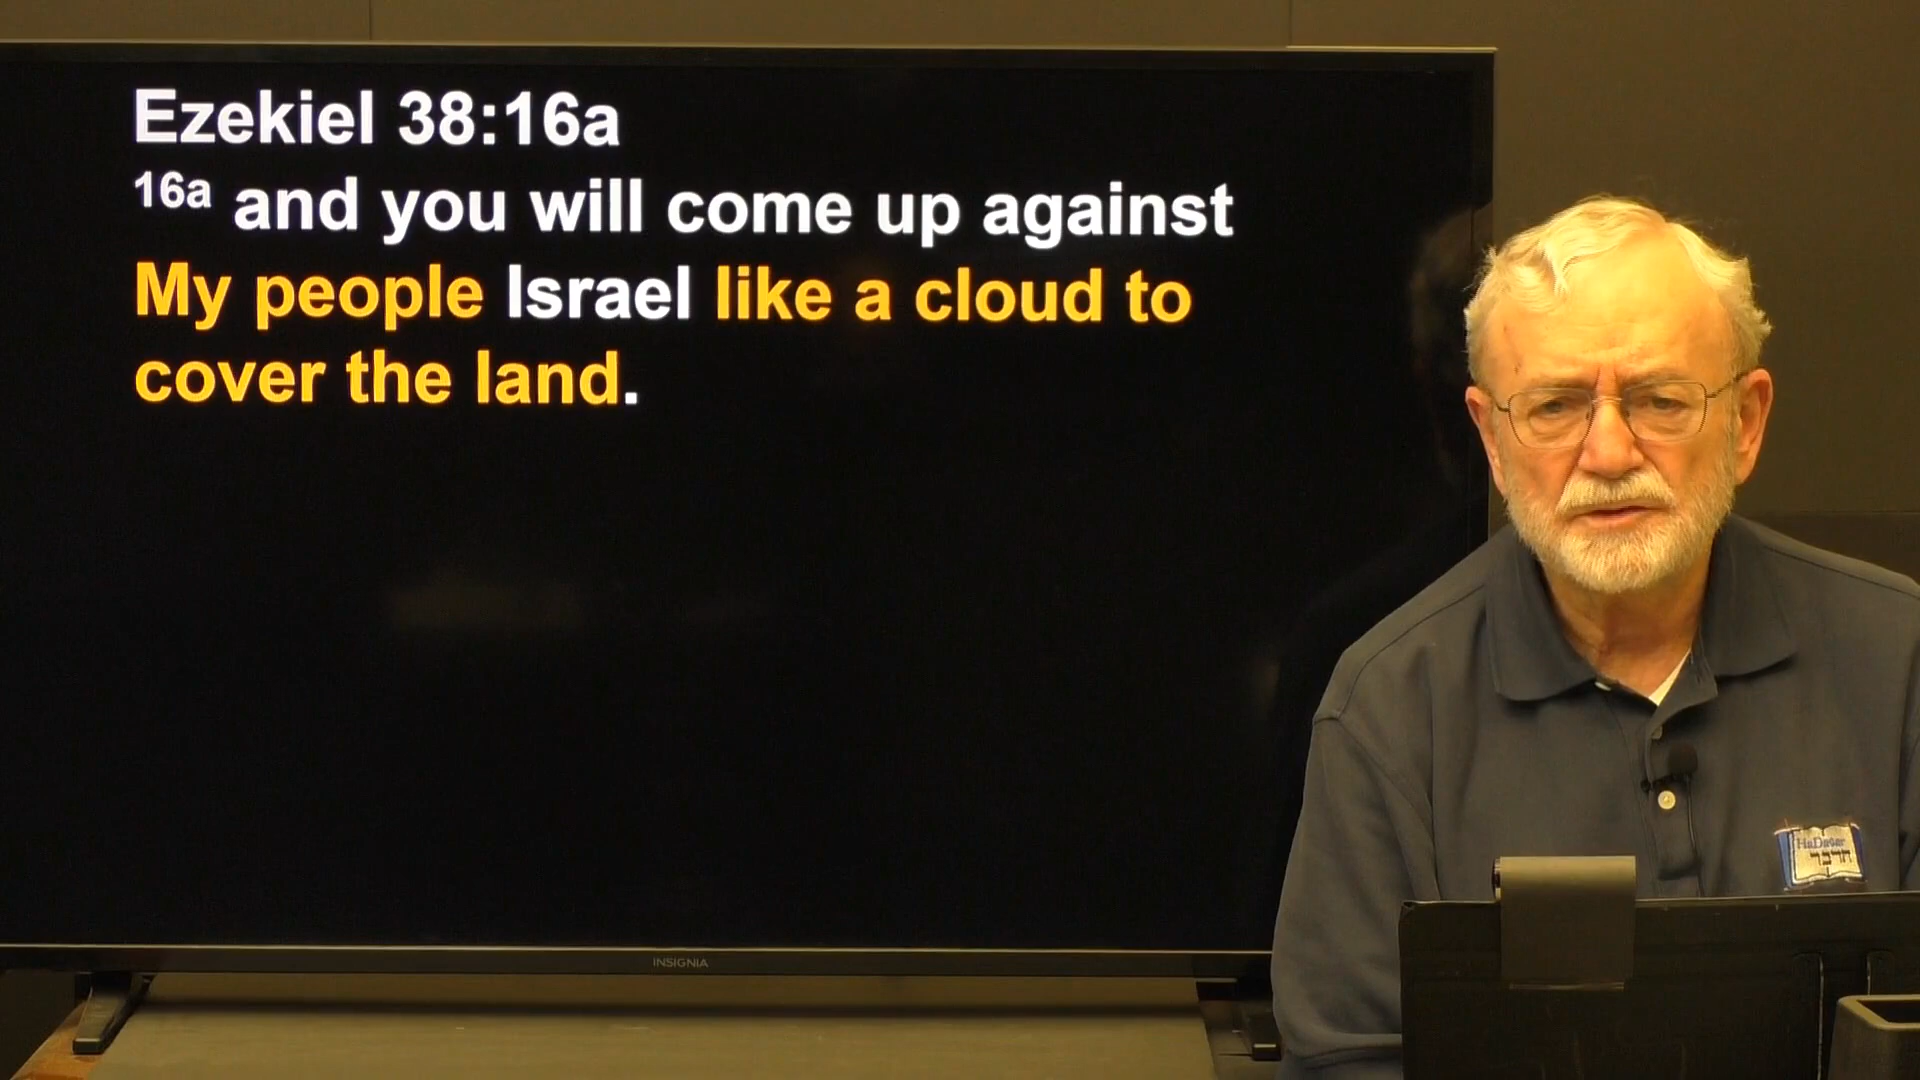 Ezekiel 38:16a
16a and you will come up against
My people Israel like a cloud to
cover the land.
INSIGNIA
HaDavar
הדבר